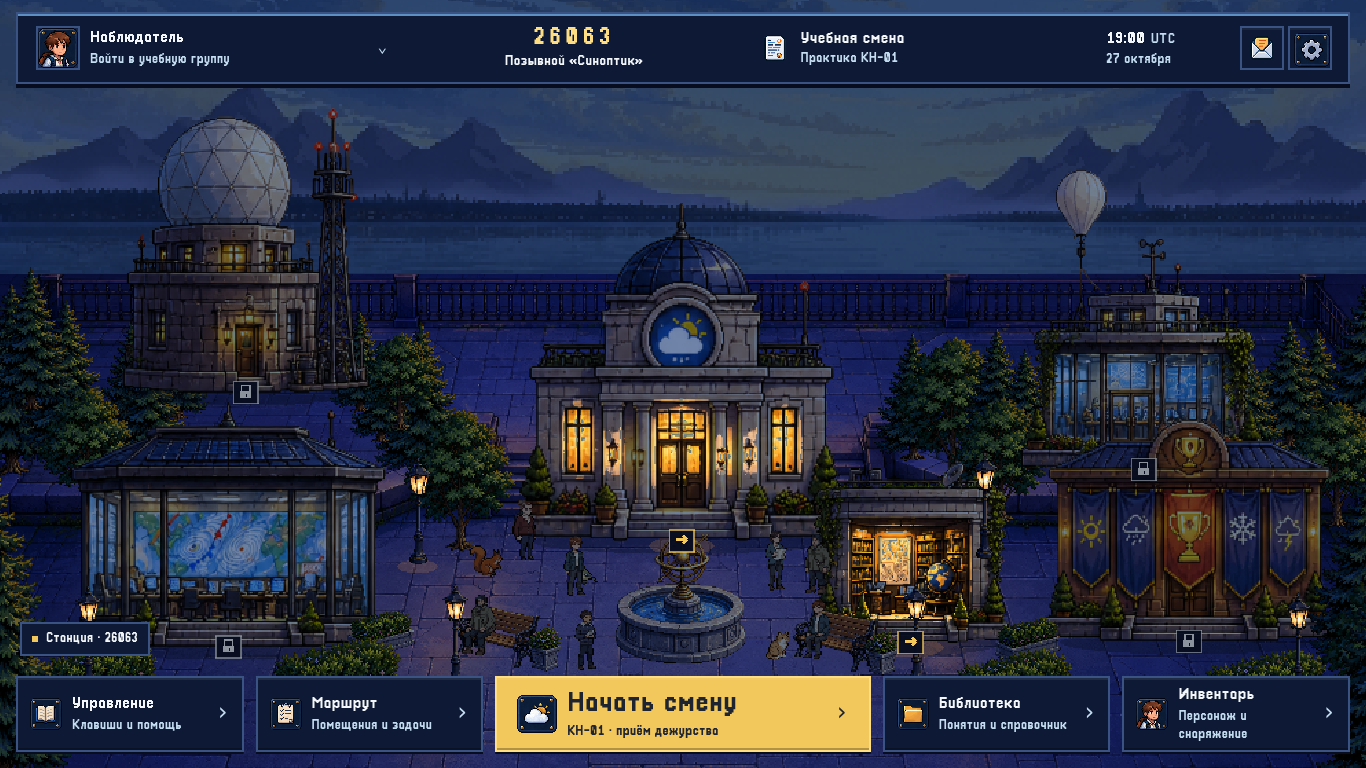 Наблюдатель
Войти в учебную группу
26063
Позывной «Синоптик»
Учебная смена
Практика КН-01
19:00 UTC
27 октября
Станция · 26063
Управление
Клавиши и помощь
Маршрут
Помещения и задачи
Начать смену
КН-01 · приём дежурства
Библиотека
Понятия и справочник
Инвентарь
Персонаж и
снаряжение